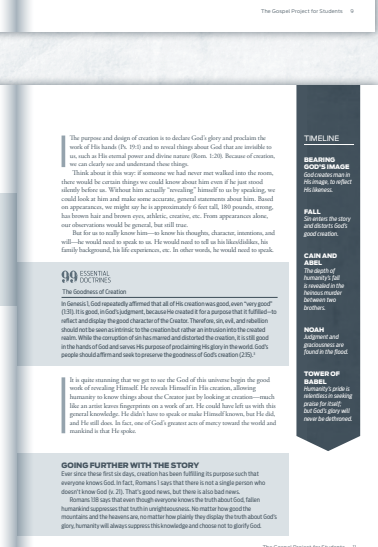 The Gospel Project for Students 9
The purpose and design of creation is to declare God's glory and proclaim the
work of His hands (Ps. 19:1) and to reveal things about God that are invisible to
us, such as His eternal power and divine nature (Rom. 1:20). Because of creation,
we can clearly see and understand these things.
Think about it this way: if someone we had never met walked into the room,
there would be certain things we could know about him even if he just stood
silently before us. Without him actually "revealing" himself to us by speaking, we
could look at him and make some accurate, general statements about him. Based
on appearances, we might say he is approximately 6 feet tall, 180 pounds, strong,
has brown hair and brown eyes, athletic, creative, etc. From appearances alone,
our observations would be general, but still true.
But for us to really know him—to know his thoughts, character, intentions, and
will—he would need to speak to us. He would need to tell us his likes/dislikes, his
family background, his life experiences, etc. In other words, he would need to speak.
99 ESSENTIAL
DOCTRINES
The Goodness of Creation
In Genesis 1, God repeatedly affirmed that all of His creation was good, even "very good"
(1:31). It is good, in God's judgment, because He created it for a purpose that it fulfilled—to
reflect and display the good character of the Creator. Therefore, sin, evil, and rebellion
should not be seen as intrinsic to the creation but rather an intrusion into the created
realm. While the corruption of sin has marred and distorted the creation, it is still good
in the hands of God and serves His purpose of proclaiming His glory in the world. God's
people should affirm and seek to preserve the goodness of God's creation (2:15).
It is quite stunning that we get to see the God of this universe begin the good
work of revealing Himself. He reveals Himself in His creation, allowing
humanity to know things about the Creator just by looking at creation—much
like an artist leaves fingerprints on a work of art. He could have left us with this
general knowledge. He didn't have to speak or make Himself known, but He did,
and He still does. In fact, one of God's greatest acts of mercy toward the world and
mankind is that He spoke.
GOING FURTHER WITH THE STORY
Ever since these first six days, creation has been fulfilling its purpose such that
everyone knows God. In fact, Romans 1 says that there is not a single person who
doesn't know God (v. 21). That's good news, but there is also bad news.
Romans 1:18 says that even though everyone knows the truth about God, fallen
humankind suppresses that truth in unrighteousness. No matter how good the
mountains and the heavens are, no matter how plainly they display the truth about God's
glory, humanity will always suppress this knowledge and choose not to glorify God.
TIMELINE
BEARING
GOD'S IMAGE
God creates man in
His image, to reflect
His likeness.
FALL
Sin enters the story
and distorts God's
good creation.
CAIN AND
ABEL
The depth of
humanity's fall
is revealed in the
heinous murder
between two
brothers.
NOAH
Judgment and
graciousness are
found in the flood.
TOWER OF
BABEL
Humanity's pride is
relentless in seeking
praise for itself;
but God's glory will
never be dethroned.
The Gospel Project for Students 11